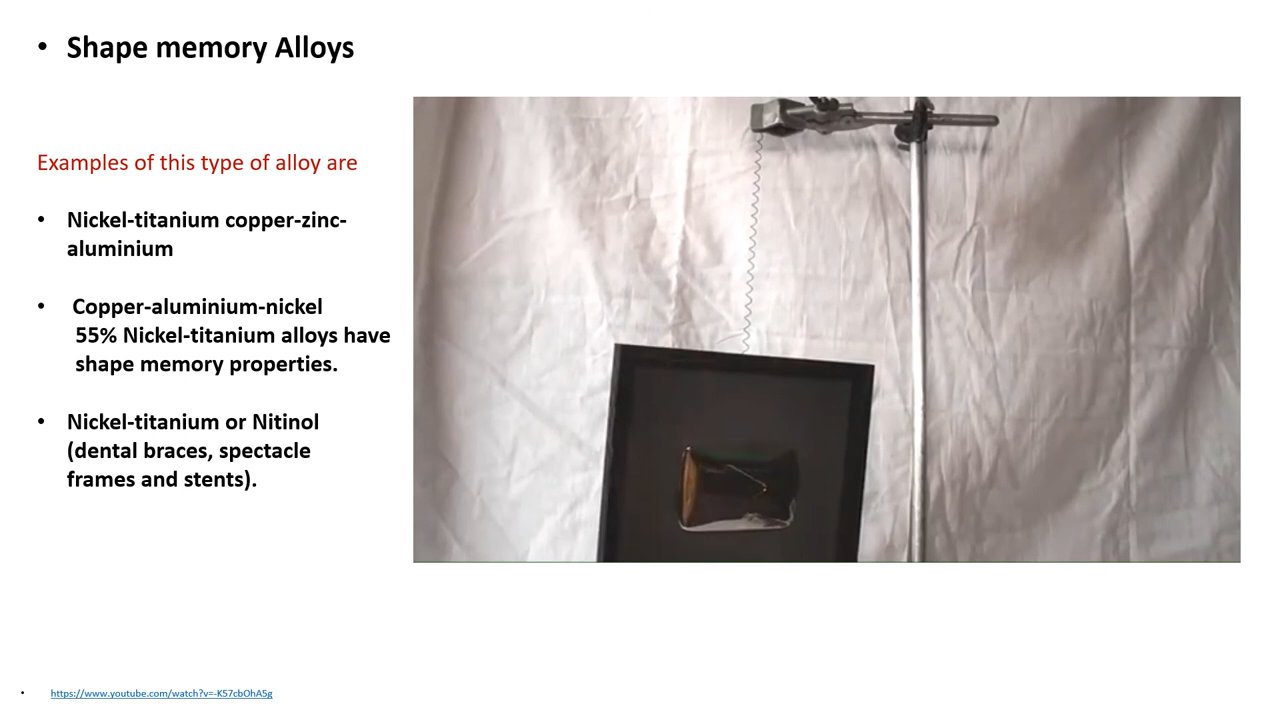 • Shape memory Alloys
Examples of this type of alloy are
• Nickel-titanium copper-zinc-
aluminium
• Copper-aluminium-nickel
55% Nickel-titanium alloys have
shape memory properties.
• Nickel-titanium or Nitinol
(dental braces, spectacle
frames and stents).
• https://www.youtube.com/watch?v=-K57cbOhA5g